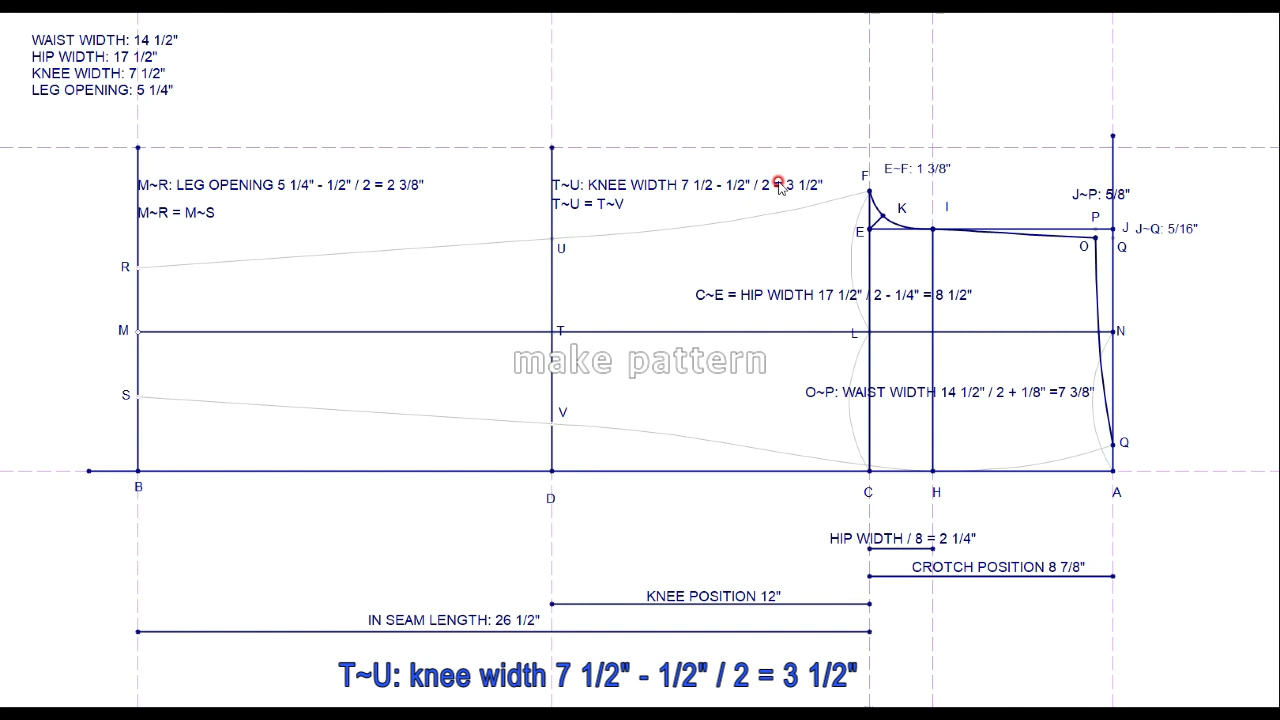 WAIST WIDTH: 14 1/2"
HIP WIDTH: 17 1/2"
KNEE WIDTH: 7 1/2"
LEG OPENING: 5 1/4"
F
E~F: 1 3/8"
M~R: LEG OPENING 5 1/4" - 1/2" / 2 = 2 3/8"
T~U: KNEE WIDTH 7 1/2 - 1/2" / 2 = 3 1/2"
J~P: 5/8"
T~U = T~V
K
I
M~R = M~S
P
E
J
J~Q: 5/16"
U
O
Q
R
C~E = HIP WIDTH 17 1/2" / 2 - 1/4" = 8 1/2"
M
T
L
N
make pattern
S
O~P: WAIST WIDTH 14 1/2" / 2 + 1/8" =7 3/8"
V
Q
B
D
C
H
A
HIP WIDTH / 8 = 2 1/4"
CROTCH POSITION 8 7/8"
KNEE POSITION 12"
IN SEAM LENGTH: 26 1/2"
T~U: knee width 7 1/2" - 1/2" / 2 = 3 1/2"